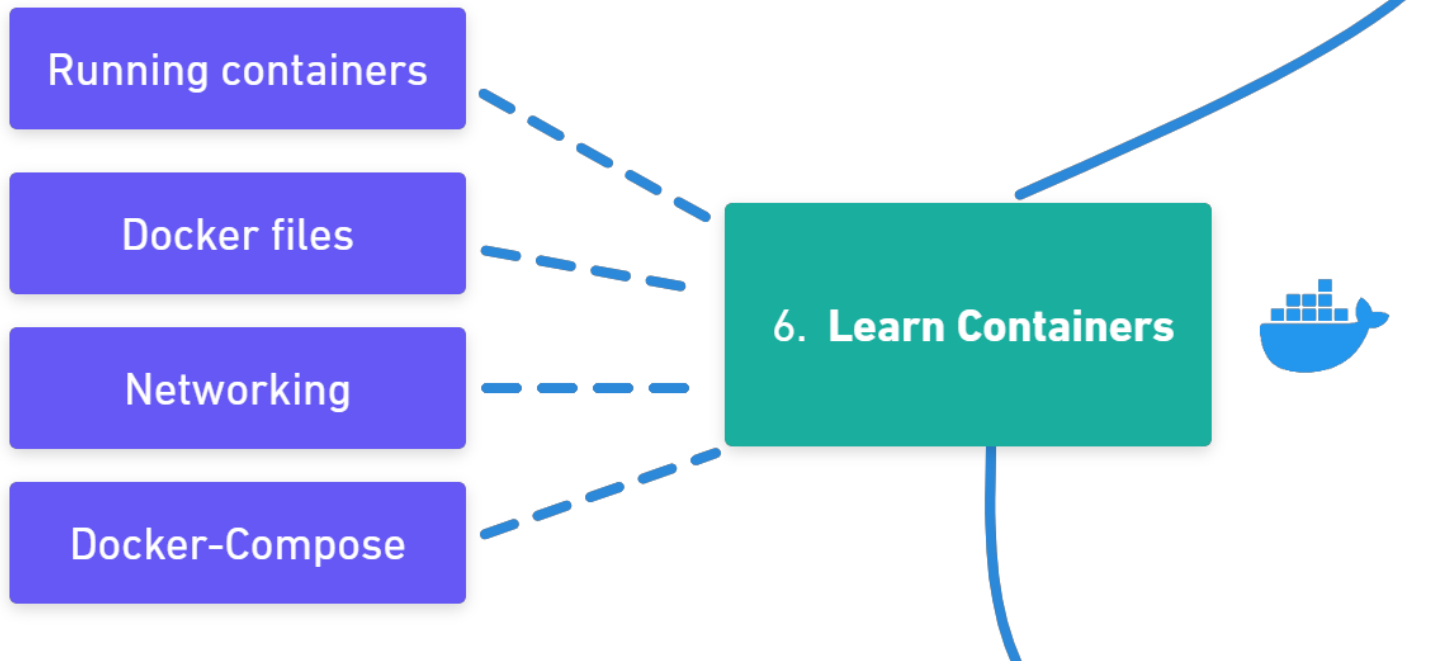 Running containers
Docker files
Networking
Docker-Compose
6. Learn Containers